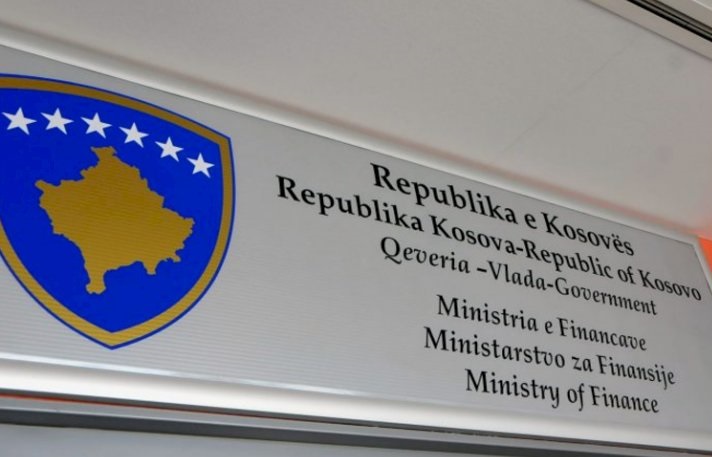 Republika e Kosovës
Republika Kosova-Republic of Kosovo
Qeveria –Vlada-Government
Ministria e Financave
Ministarstvo za Finansije
Ministry of Finance